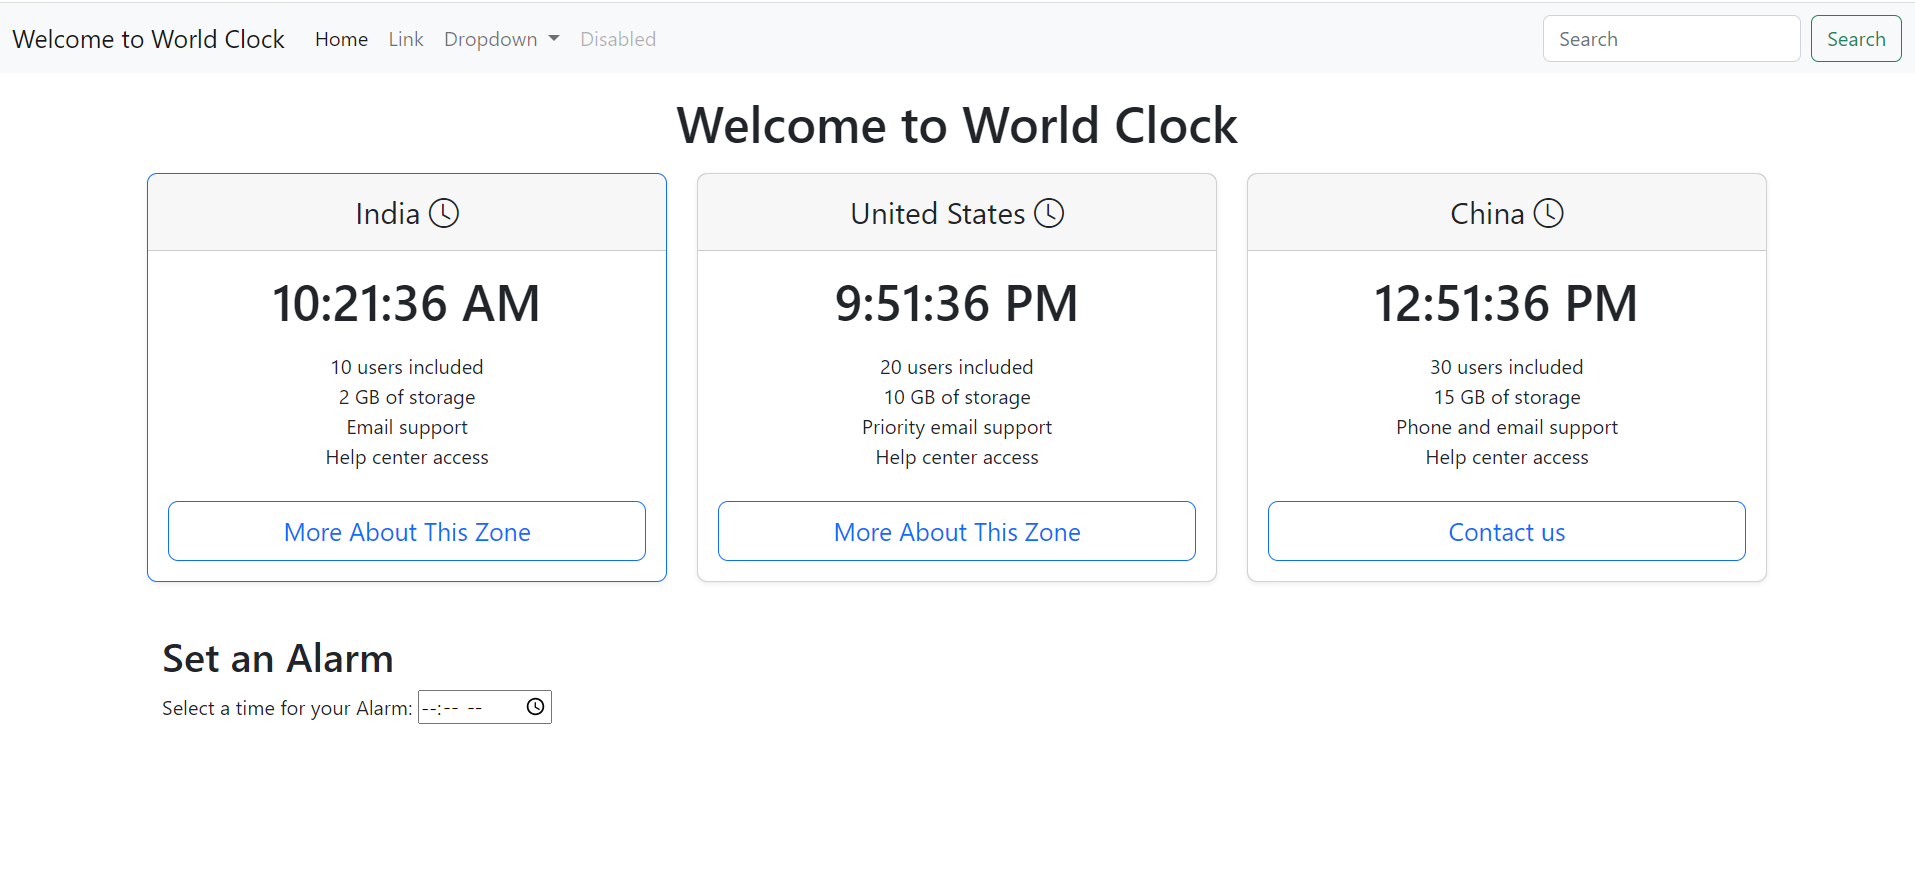 Welcome to World Clock Home Link Dropdown Disabled Search Search
Welcome to World Clock
India
10:21:36 AM
10 users included
2 GB of storage
Email support
Help center access
More About This Zone
United States
9:51:36 PM
20 users included
10 GB of storage
Priority email support
Help center access
More About This Zone
China
12:51:36 PM
30 users included
15 GB of storage
Phone and email support
Help center access
Contact us
Set an Alarm
Select a time for your Alarm: --:-- --